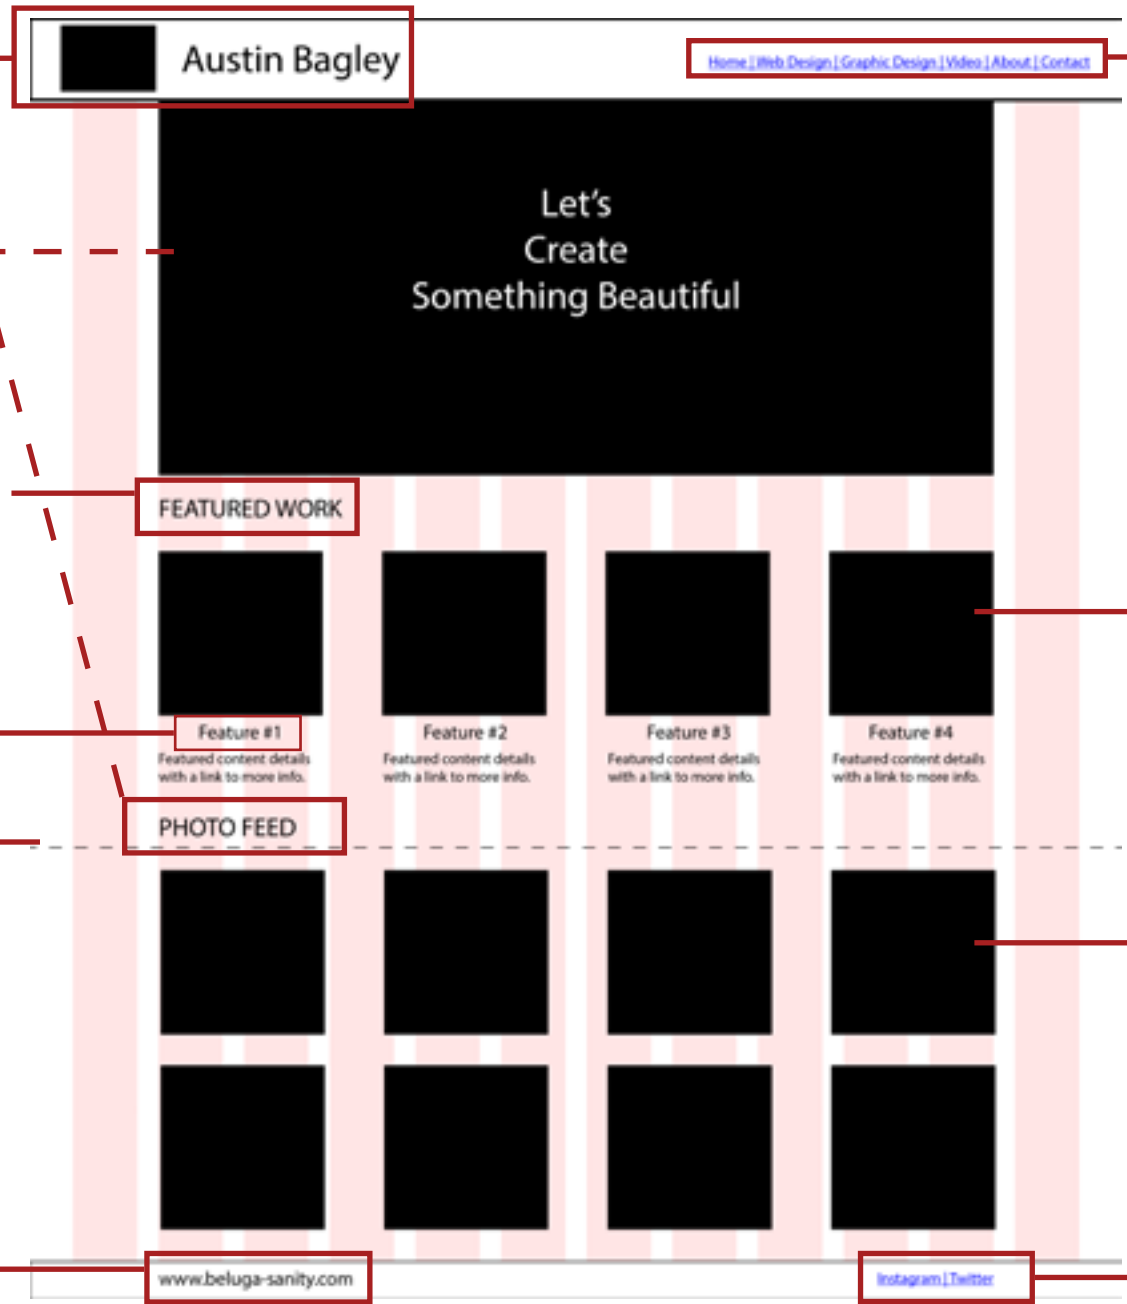 Austin Bagley
Home | Web Design | Graphic Design | Video | About | Contact
Let's
Create
Something Beautiful
FEATURED WORK
Feature #1
Featured content details
with a link to more info.
Feature #2
Featured content details
with a link to more info.
Feature #3
Featured content details
with a link to more info.
Feature #4
Featured content details
with a link to more info.
PHOTO FEED
www.beluga-sanity.com
Instagram | Twitter